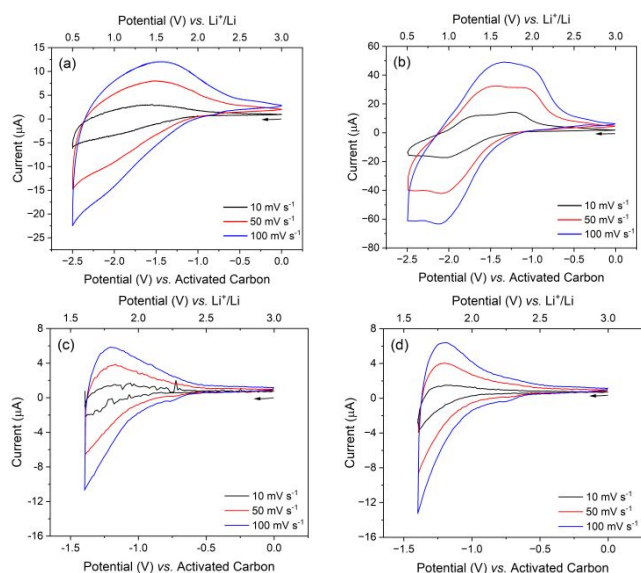 Potential (V) vs. Li⁺/Li
0.5 1.0 1.5 2.0 2.5 3.0
(a)
15
10
5
0
-5
-10
-15
-20
-25
Current (μA)
10 mV s⁻¹
50 mV s⁻¹
100 mV s⁻¹
-2.5 -2.0 -1.5 -1.0 -0.5 0.0
Potential (V) vs. Activated Carbon
Potential (V) vs. Li⁺/Li
0.5 1.0 1.5 2.0 2.5 3.0
(b)
60
40
20
0
-20
-40
-60
-80
Current (μA)
10 mV s⁻¹
50 mV s⁻¹
100 mV s⁻¹
-2.5 -2.0 -1.5 -1.0 -0.5 0.0
Potential (V) vs. Activated Carbon
Potential (V) vs. Li⁺/Li
1.5 2.0 2.5 3.0
(c)
8
4
0
-4
-8
-12
-16
Current (μA)
10 mV s⁻¹
50 mV s⁻¹
100 mV s⁻¹
-1.5 -1.0 -0.5 0.0
Potential (V) vs. Activated Carbon
Potential (V) vs. Li⁺/Li
1.5 2.0 2.5 3.0
(d)
8
4
0
-4
-8
-12
-16
Current (μA)
10 mV s⁻¹
50 mV s⁻¹
100 mV s⁻¹
-1.5 -1.0 -0.5 0.0
Potential (V) vs. Activated Carbon